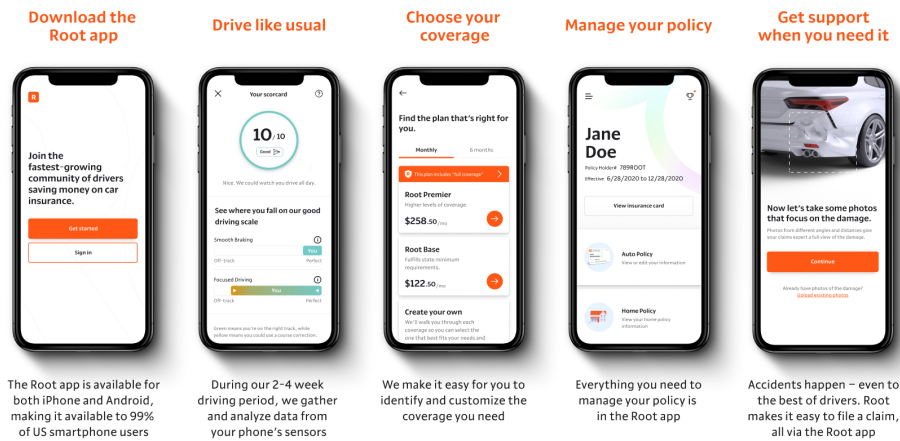 Download the
Root app
R
Join the
fastest-growing
community of drivers
saving money on car
insurance.
Get started
Sign in
The Root app is available for
both iPhone and Android,
making it available to 99%
of US smartphone users
Drive like usual
Your scorcard
10/10
Good
Nice. We could watch you drive all day.
See where you fall on our good
driving scale
Smooth Braking
You
Off-track Perfect
Focused Driving
You
Off-track Perfect
Green means you're on the right track, while
yellow means you could use a course correction.
During our 2-4 week
driving period, we gather
and analyze data from
your phone's sensors
Choose your
coverage
Find the plan that's right for
you.
Monthly 6 months
This plan includes "full coverage"
Root Premier
Higher levels of coverage.
$258.50/mo
Root Base
Fulfills state minimum
requirements.
$122.50/mo
Create your own
We'll walk you through each
coverage so you can select the
one that best fits your needs and
We make it easy for you to
identify and customize the
coverage you need
Manage your policy
Jane
Doe
Policy Holder# 789ROOT
Effective 6/28/2020 to 12/28/2020
View insurance card
Auto Policy
View or edit your information
Home Policy
View your home policy
information
Everything you need to
manage your policy is
in the Root app
Get support
when you need it
Now let's take some photos
that focus on the damage.
Photos from different angles and distances give
your claims expert a full view of the damage.
Continue
Already have photos of the damage?
Upload existing photos
Accidents happen – even to
the best of drivers. Root
makes it easy to file a claim,
all via the Root app